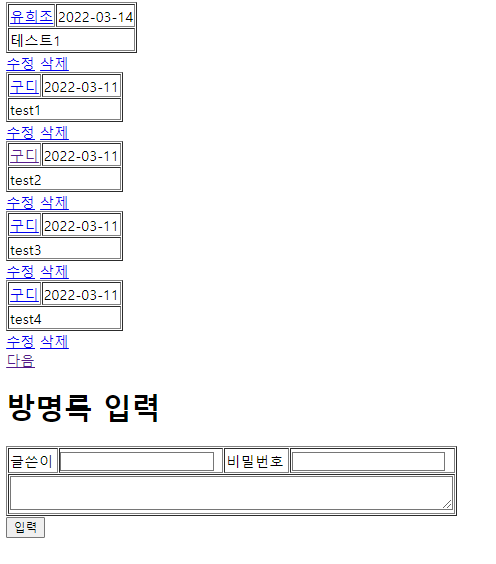 유희조 2022-03-14
테스트1
수정 삭제
구디 2022-03-11
test1
수정 삭제
구디 2022-03-11
test2
수정 삭제
구디 2022-03-11
test3
수정 삭제
구디 2022-03-11
test4
수정 삭제
다음
방명록 입력
글쓴이 비밀번호
입력